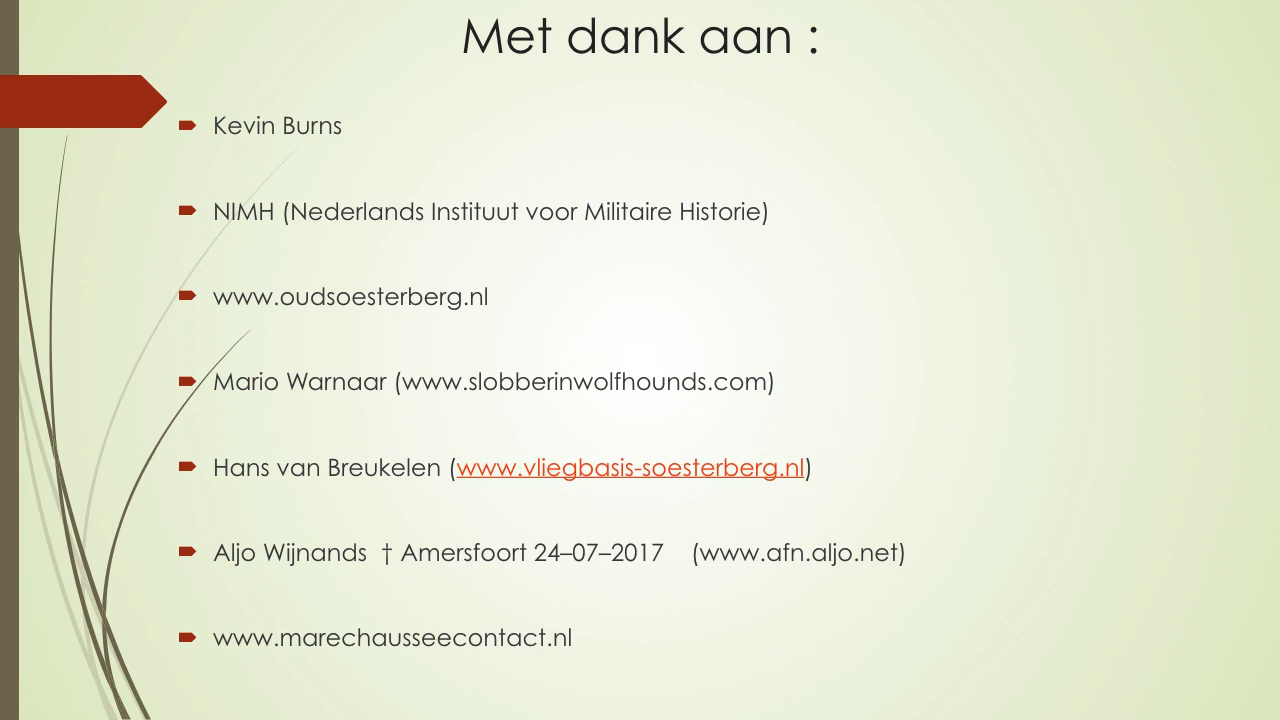 Met dank aan :
Kevin Burns
NIMH (Nederlands Instituut voor Militaire Historie)
www.oudsoesterberg.nl
Mario Warnaar (www.slobberinwolfhounds.com)
Hans van Breukelen (www.vliegbasis-soesterberg.nl)
Aljo Wijnands † Amersfoort 24–07–2017 (www.afn.aljo.net)
www.marechausseecontact.nl